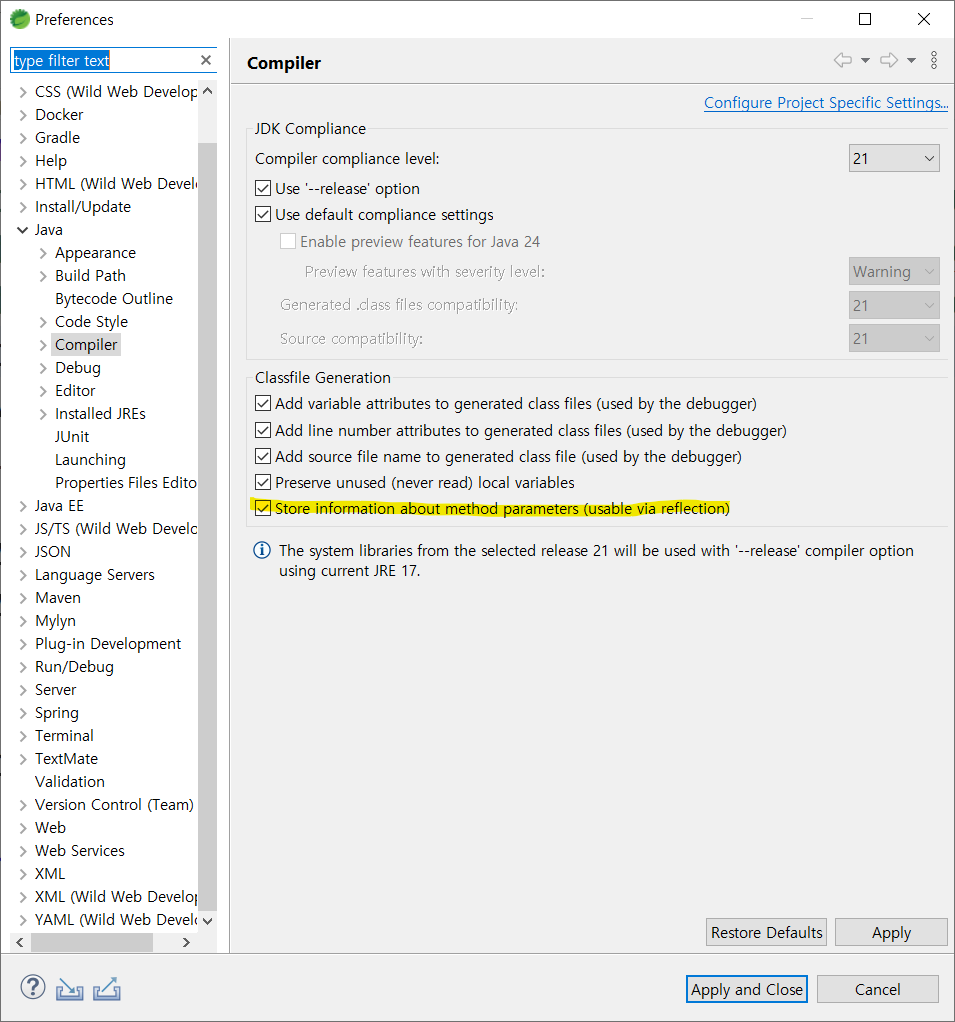 Preferences
type filter text
CSS (Wild Web Develop
Docker
Gradle
Help
HTML (Wild Web Devel
Install/Update
Java
Appearance
Build Path
Bytecode Outline
Code Style
Compiler
Debug
Editor
Installed JREs
JUnit
Launching
Properties Files Edito
Java EE
JS/TS (Wild Web Develo
JSON
Language Servers
Maven
Mylyn
Plug-in Development
Run/Debug
Server
Spring
Terminal
TextMate
Validation
Version Control (Team)
Web
Web Services
XML
XML (Wild Web Develop
YAML (Wild Web Devel
Compiler
Configure Project Specific Settings...
JDK Compliance
Compiler compliance level: 21
Use '--release' option
Use default compliance settings
Enable preview features for Java 24
Preview features with severity level: Warning
Generated .class files compatibility: 21
Source compatibility: 21
Classfile Generation
Add variable attributes to generated class files (used by the debugger)
Add line number attributes to generated class files (used by the debugger)
Add source file name to generated class file (used by the debugger)
Preserve unused (never read) local variables
Store information about method parameters (usable via reflection)
The system libraries from the selected release 21 will be used with '--release' compiler option
using current JRE 17.
Restore Defaults Apply
Apply and Close Cancel